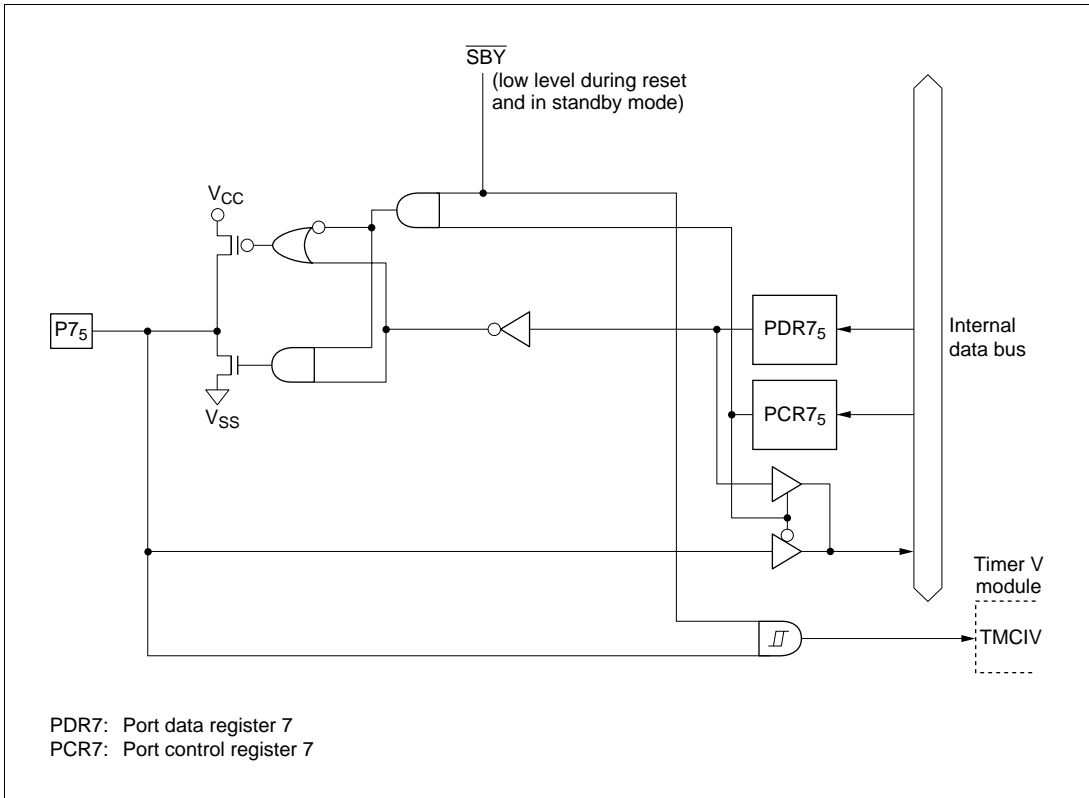 SBY
(low level during reset
and in standby mode)
VCC
P75
VSS
PDR75
PCR75
Internal
data bus
Timer V
module
TMCIV
PDR7: Port data register 7
PCR7: Port control register 7